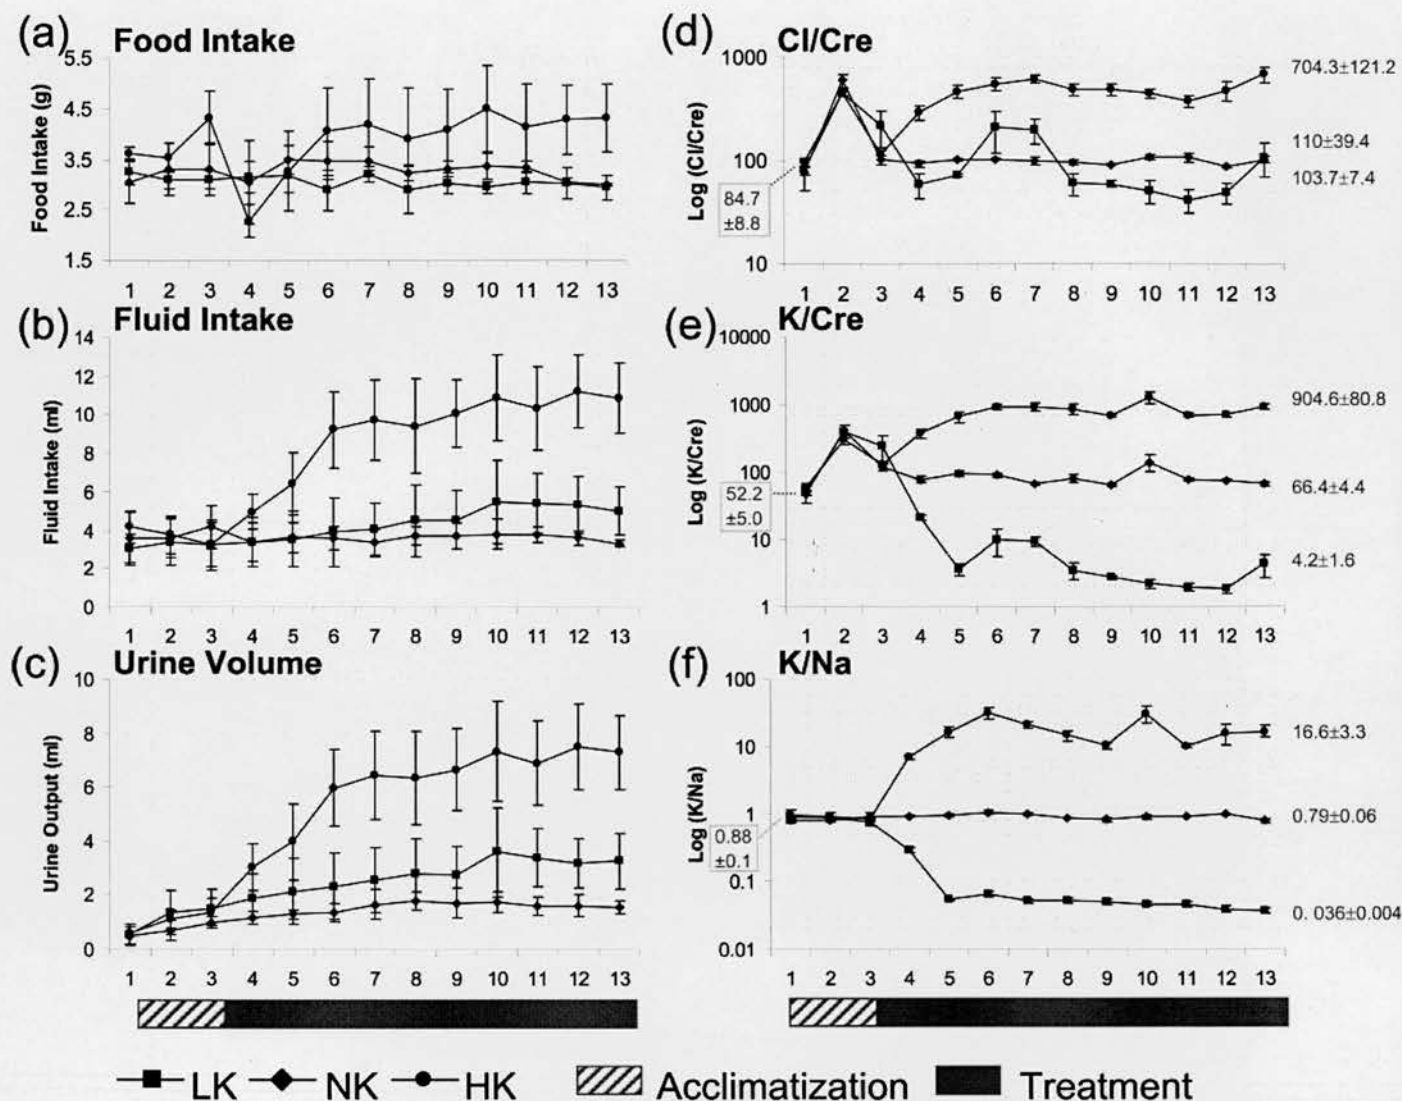 (a) Food Intake
Food Intake (g)
5.5
4.5
3.5
2.5
1.5
1 2 3 4 5 6 7 8 9 10 11 12 13
(b) Fluid Intake
Fluid Intake (ml)
14
12
10
8
6
4
2
0
1 2 3 4 5 6 7 8 9 10 11 12 13
(c) Urine Volume
Urine Output (ml)
10
8
6
4
2
0
1 2 3 4 5 6 7 8 9 10 11 12 13
(d) Cl/Cre
Log (Cl/Cre)
1000
100
10
84.7
±8.8
704.3±121.2
110±39.4
103.7±7.4
1 2 3 4 5 6 7 8 9 10 11 12 13
(e) K/Cre
Log (K/Cre)
10000
1000
100
10
1
52.2
±5.0
904.6±80.8
66.4±4.4
4.2±1.6
1 2 3 4 5 6 7 8 9 10 11 12 13
(f) K/Na
Log (K/Na)
100
10
1
0.1
0.01
0.88
±0.1
16.6±3.3
0.79±0.06
0. 036±0.004
1 2 3 4 5 6 7 8 9 10 11 12 13
LK NK HK Acclimatization Treatment